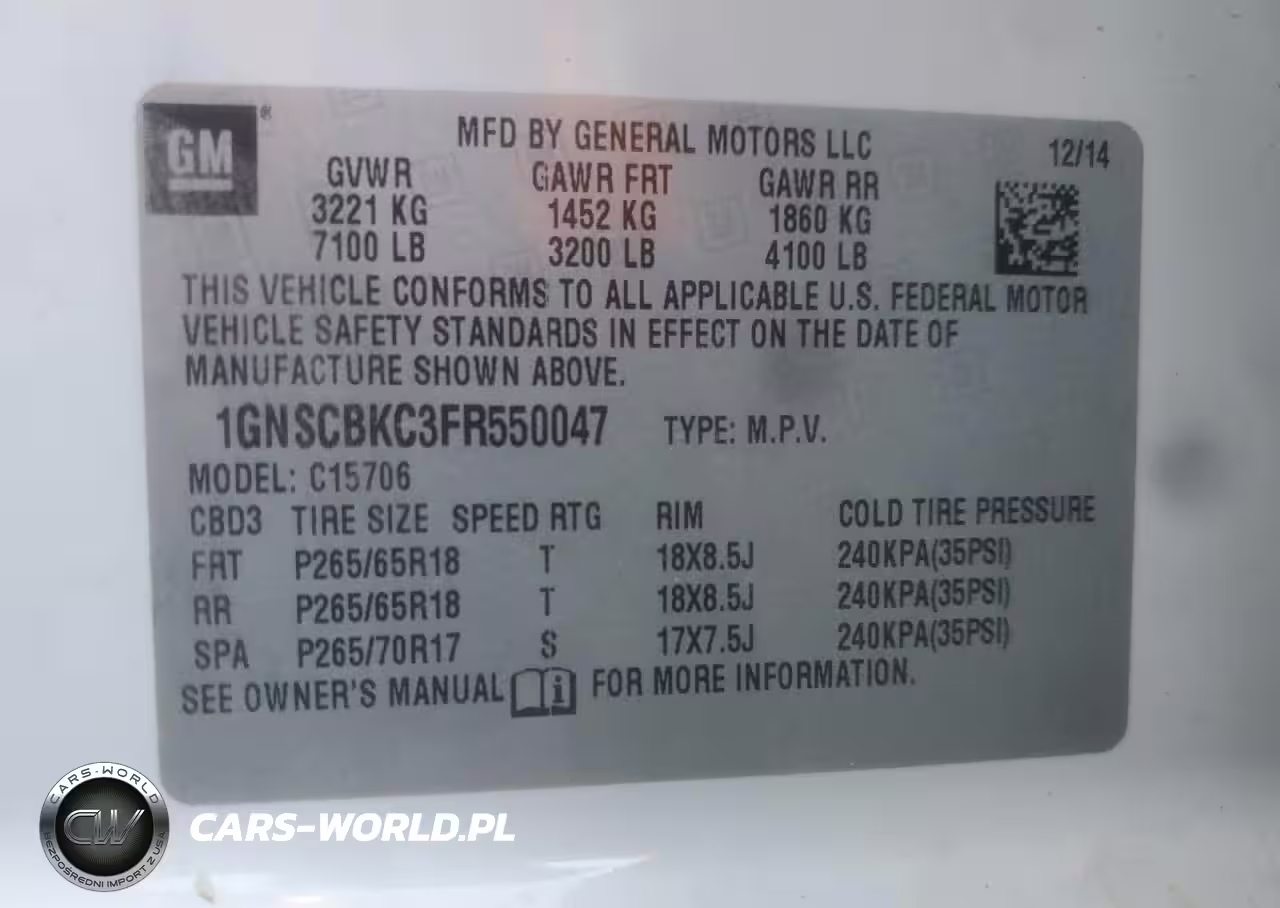 GM ®
MFD BY GENERAL MOTORS LLC
12/14
GVWR GAWR FRT GAWR RR
3221 KG 1452 KG 1860 KG
7100 LB 3200 LB 4100 LB
THIS VEHICLE CONFORMS TO ALL APPLICABLE U.S. FEDERAL MOTOR
VEHICLE SAFETY STANDARDS IN EFFECT ON THE DATE OF
MANUFACTURE SHOWN ABOVE.
1GNSCBKC3FR550047 TYPE: M.P.V.
MODEL: C15706
CBD3 TIRE SIZE SPEED RTG RIM COLD TIRE PRESSURE
FRT P265/65R18 T 18X8.5J 240KPA(35PSI)
RR P265/65R18 T 18X8.5J 240KPA(35PSI)
SPA P265/70R17 S 17X7.5J 240KPA(35PSI)
SEE OWNER'S MANUAL i FOR MORE INFORMATION.
CARS-WORLD
CW
BEZPOŚREDNI IMPORT Z USA
CARS-WORLD.PL